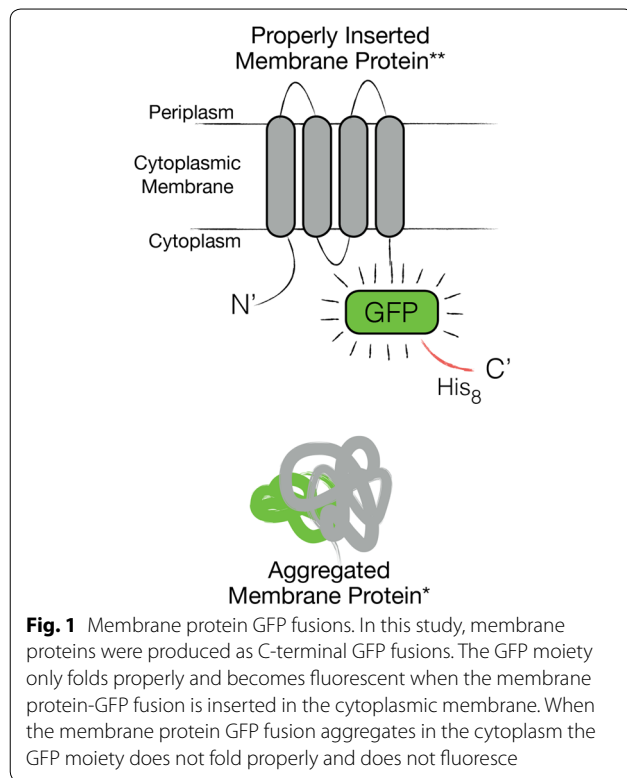 Properly Inserted
Membrane Protein**
Periplasm
Cytoplasmic
Membrane
Cytoplasm
N'
GFP
C'
His8
Aggregated
Membrane Protein*
Fig. 1 Membrane protein GFP fusions. In this study, membrane
proteins were produced as C-terminal GFP fusions. The GFP moiety
only folds properly and becomes fluorescent when the membrane
protein-GFP fusion is inserted in the cytoplasmic membrane. When
the membrane protein GFP fusion aggregates in the cytoplasm the
GFP moiety does not fold properly and does not fluoresce